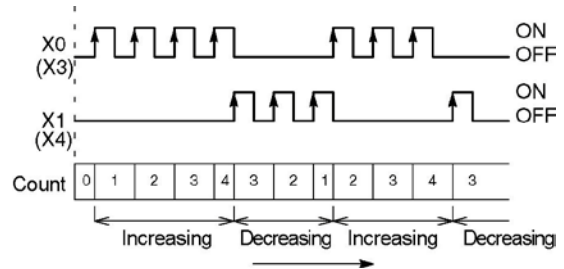 X0
(X3)
ON
OFF
X1
(X4)
ON
OFF
Count 0 1 2 3 4 3 2 1 2 3 4 3
Increasing Decreasing Increasing Decreasing